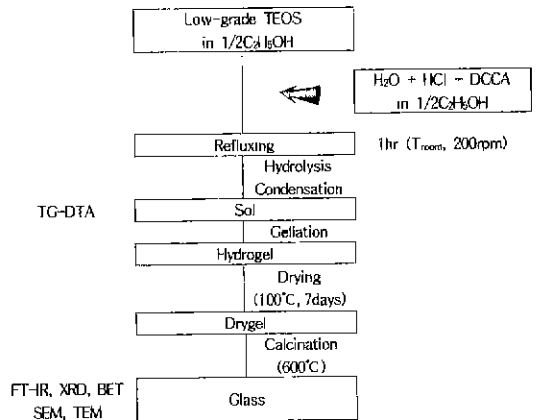 Low-grade TEOS
in 1/2C₂H₅OH
H₂O + HCl - DCCA
in 1/2C₂H₅OH
Refluxing
1hr (Troom, 200rpm)
Hydrolysis
Condensation
TG-DTA
Sol
Gellation
Hydrogel
Drying
(100°C, 7days)
Drygel
Calcination
(600°C)
FT-IR, XRD, BET
SEM, TEM
Glass